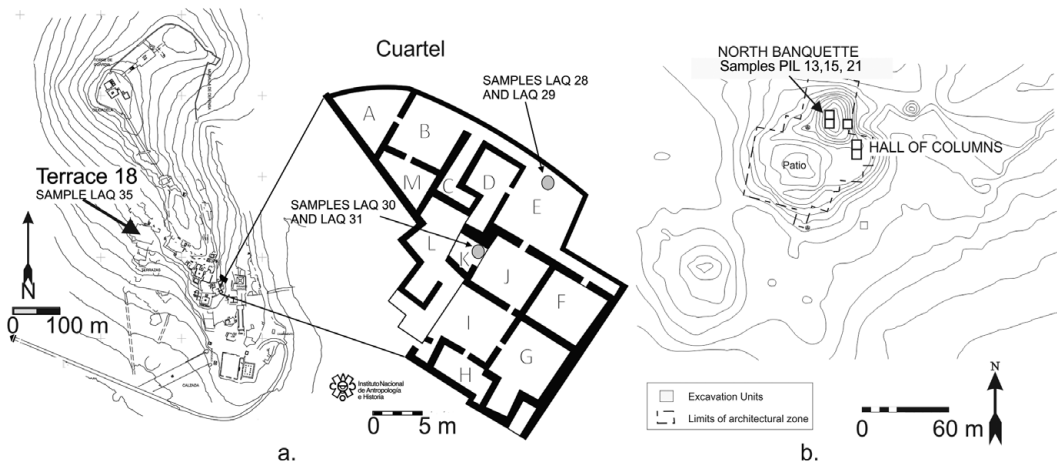 Cuartel
SAMPLES LAQ 28
AND LAQ 29
A
B
M
C
D
E
SAMPLES LAQ 30
AND LAQ 31
L
K
J
F
I
G
H
Terrace 18
SAMPLE LAQ 35
TERRAZAS
CALZADA
N
0 100 m
Instituto Nacional
de Antropología
e Historia
0 5 m
a.
NORTH BANQUETTE
Samples PIL 13,15, 21
HALL OF COLUMNS
Patio
Excavation Units
Limits of architectural zone
N
0 60 m
b.